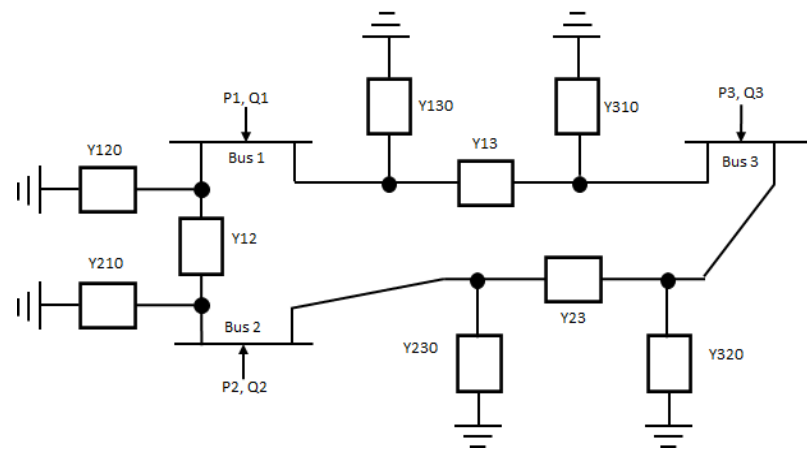 P1, Q1
Y130
Y310
P3, Q3
Y120
Bus 1
Y13
Bus 3
Y12
Y210
Bus 2
Y23
Y230
Y320
P2, Q2